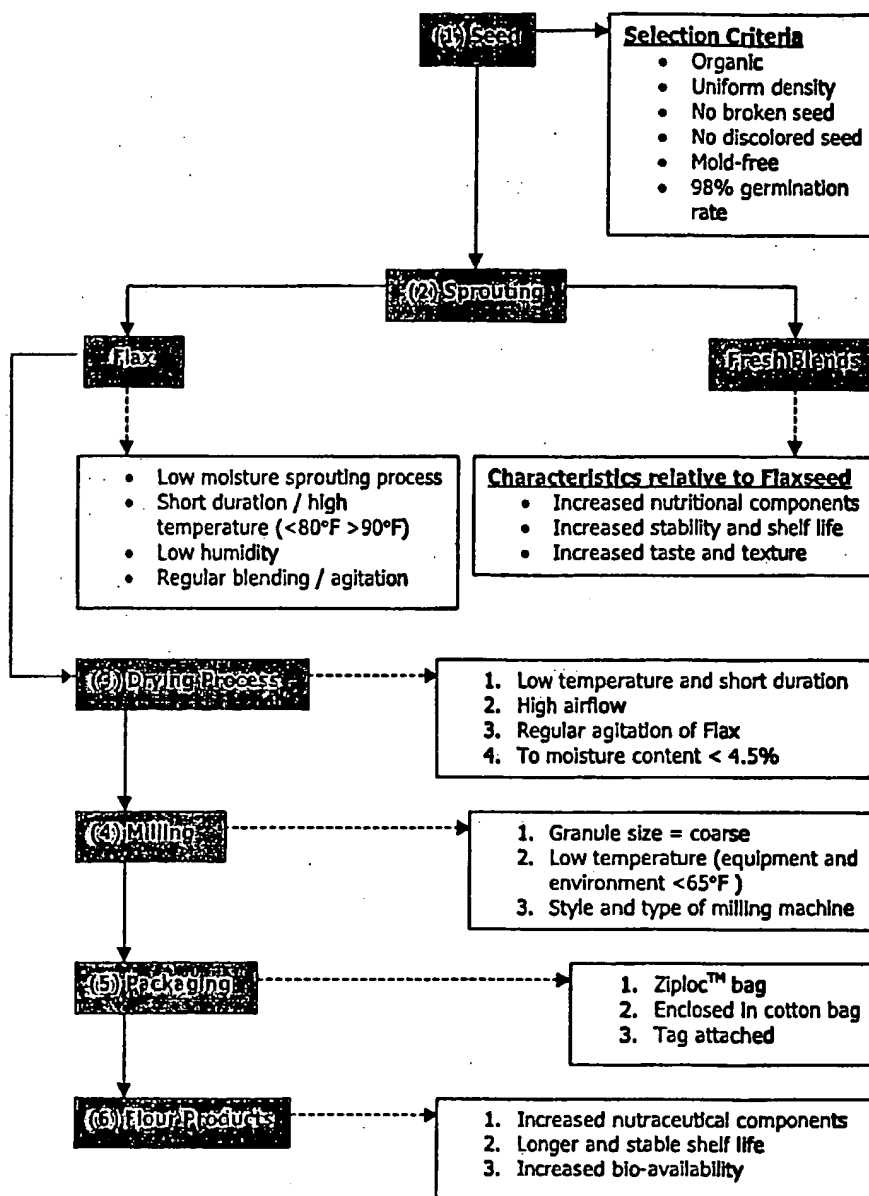 (1) Seed
Selection Criteria
• Organic
• Uniform density
• No broken seed
• No discolored seed
• Mold-free
• 98% germination
rate
(2) Sprouting
Flax
Fresh Blends
• Low moisture sprouting process
• Short duration / high
temperature (<80°F >90°F)
• Low humidity
• Regular blending / agitation
Characteristics relative to Flaxseed
• Increased nutritional components
• Increased stability and shelf life
• Increased taste and texture
(3) Drying Process
1. Low temperature and short duration
2. High airflow
3. Regular agitation of Flax
4. To moisture content < 4.5%
(4) Milling
1. Granule size = coarse
2. Low temperature (equipment and
environment <65°F )
3. Style and type of milling machine
(5) Packaging
1. Ziploc™ bag
2. Enclosed in cotton bag
3. Tag attached
(6) Flour Products
1. Increased nutraceutical components
2. Longer and stable shelf life
3. Increased bio-availability